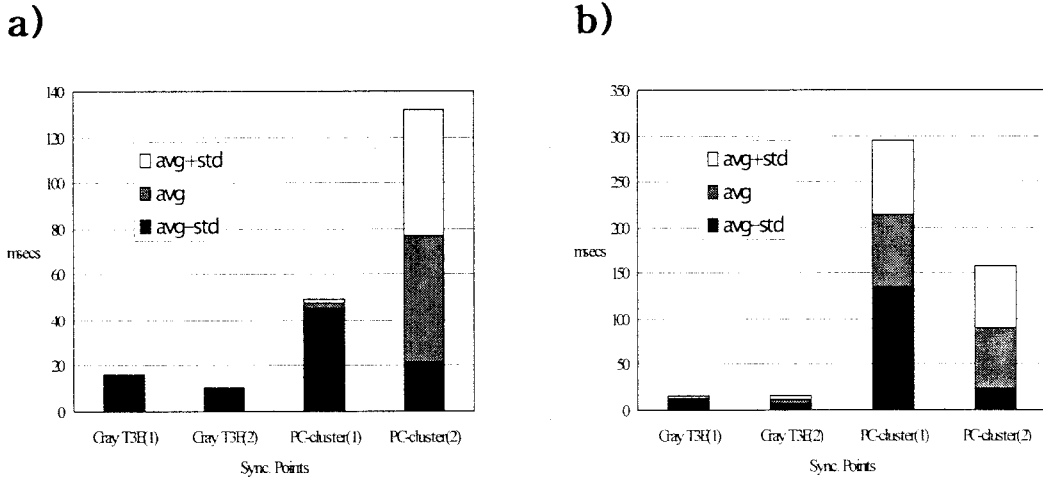 a)
140
120
100
80
60
40
20
0
msecs
avg+std
avg
avg-std
Cray T3E(1) Cray T3E(2) PC-cluster(1) PC-cluster(2)
Sync. Points
b)
350
300
250
200
150
100
50
0
msecs
avg+std
avg
avg-std
Cray T3E(1) Cray T3E(2) PC-cluster(1) PC-cluster(2)
Sync. Points